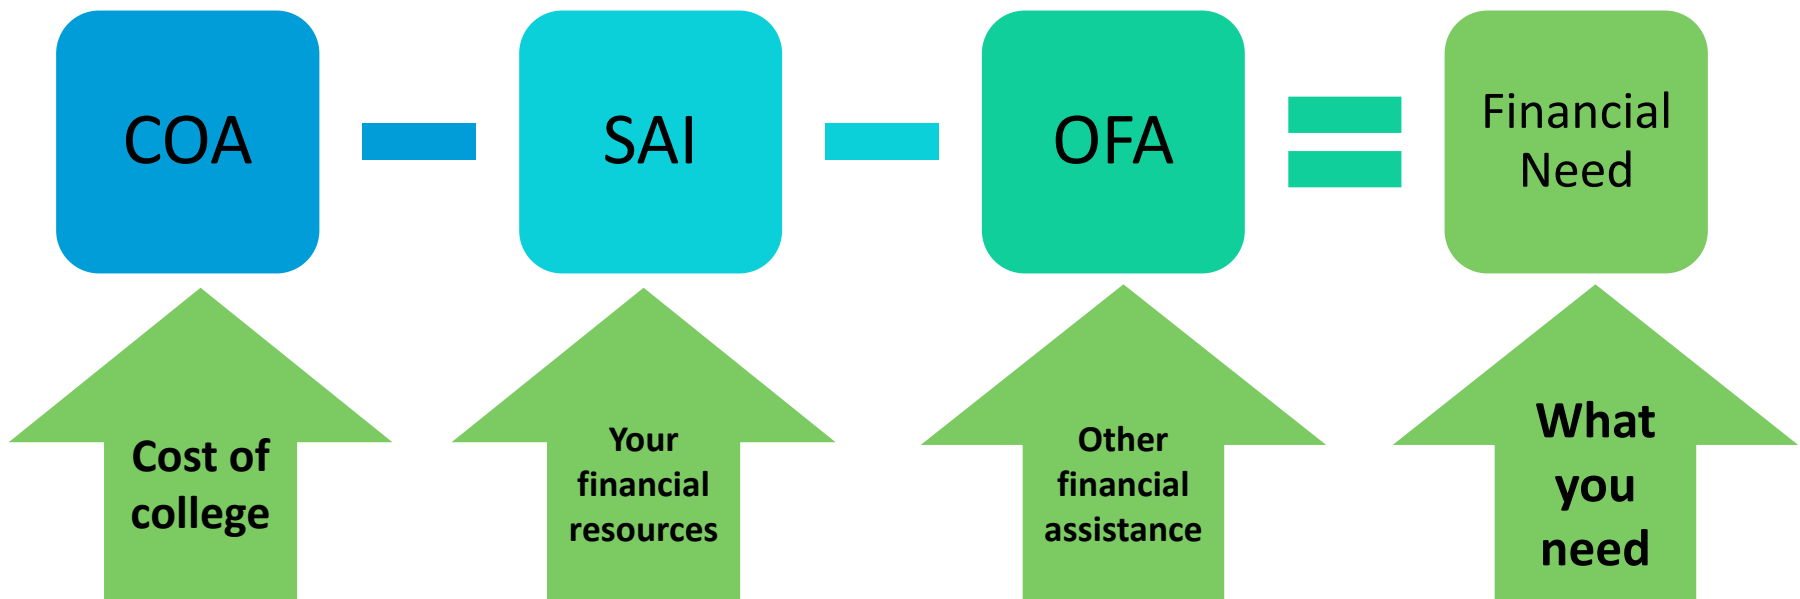 COA
SAI
OFA
Financial
Need
Cost of
college
Your
financial
resources
Other
financial
assistance
What
you
need